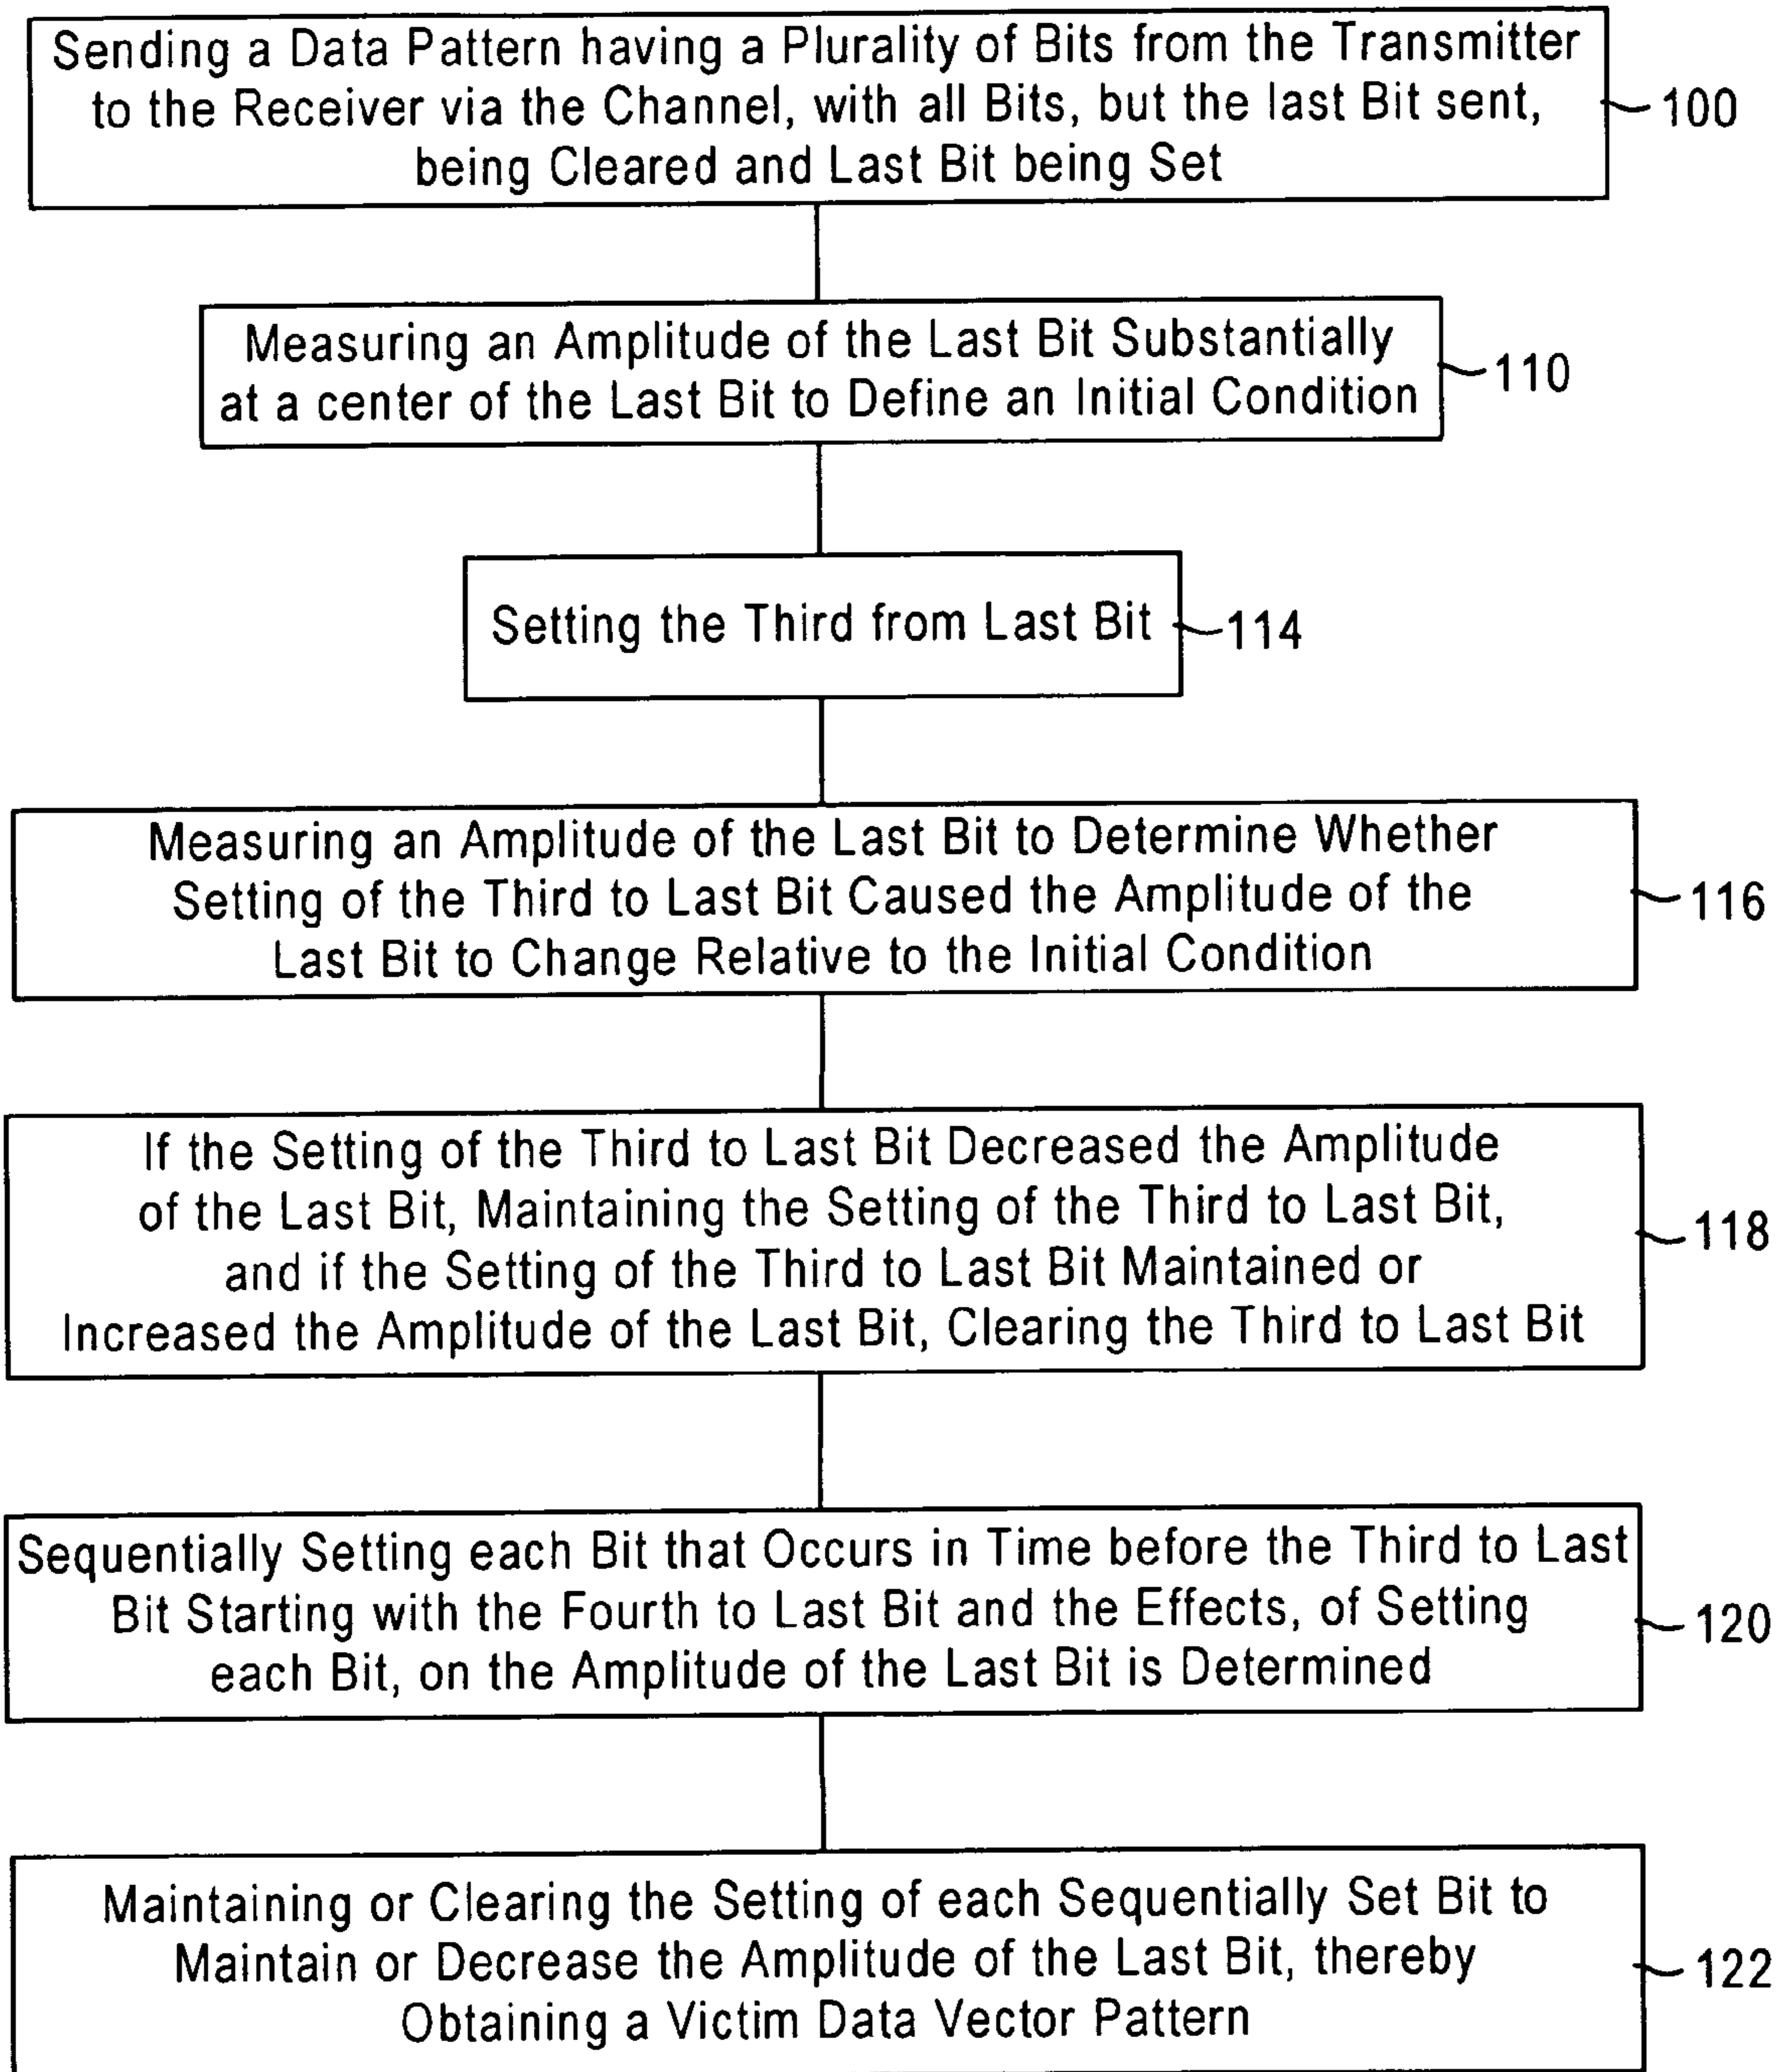 Sending a Data Pattern having a Plurality of Bits from the Transmitter
to the Receiver via the Channel, with all Bits, but the last Bit sent,
being Cleared and Last Bit being Set
100
Measuring an Amplitude of the Last Bit Substantially
at a center of the Last Bit to Define an Initial Condition
110
Setting the Third from Last Bit
114
Measuring an Amplitude of the Last Bit to Determine Whether
Setting of the Third to Last Bit Caused the Amplitude of the
Last Bit to Change Relative to the Initial Condition
116
If the Setting of the Third to Last Bit Decreased the Amplitude
of the Last Bit, Maintaining the Setting of the Third to Last Bit,
and if the Setting of the Third to Last Bit Maintained or
Increased the Amplitude of the Last Bit, Clearing the Third to Last Bit
118
Sequentially Setting each Bit that Occurs in Time before the Third to Last
Bit Starting with the Fourth to Last Bit and the Effects, of Setting
each Bit, on the Amplitude of the Last Bit is Determined
120
Maintaining or Clearing the Setting of each Sequentially Set Bit to
Maintain or Decrease the Amplitude of the Last Bit, thereby
Obtaining a Victim Data Vector Pattern
122